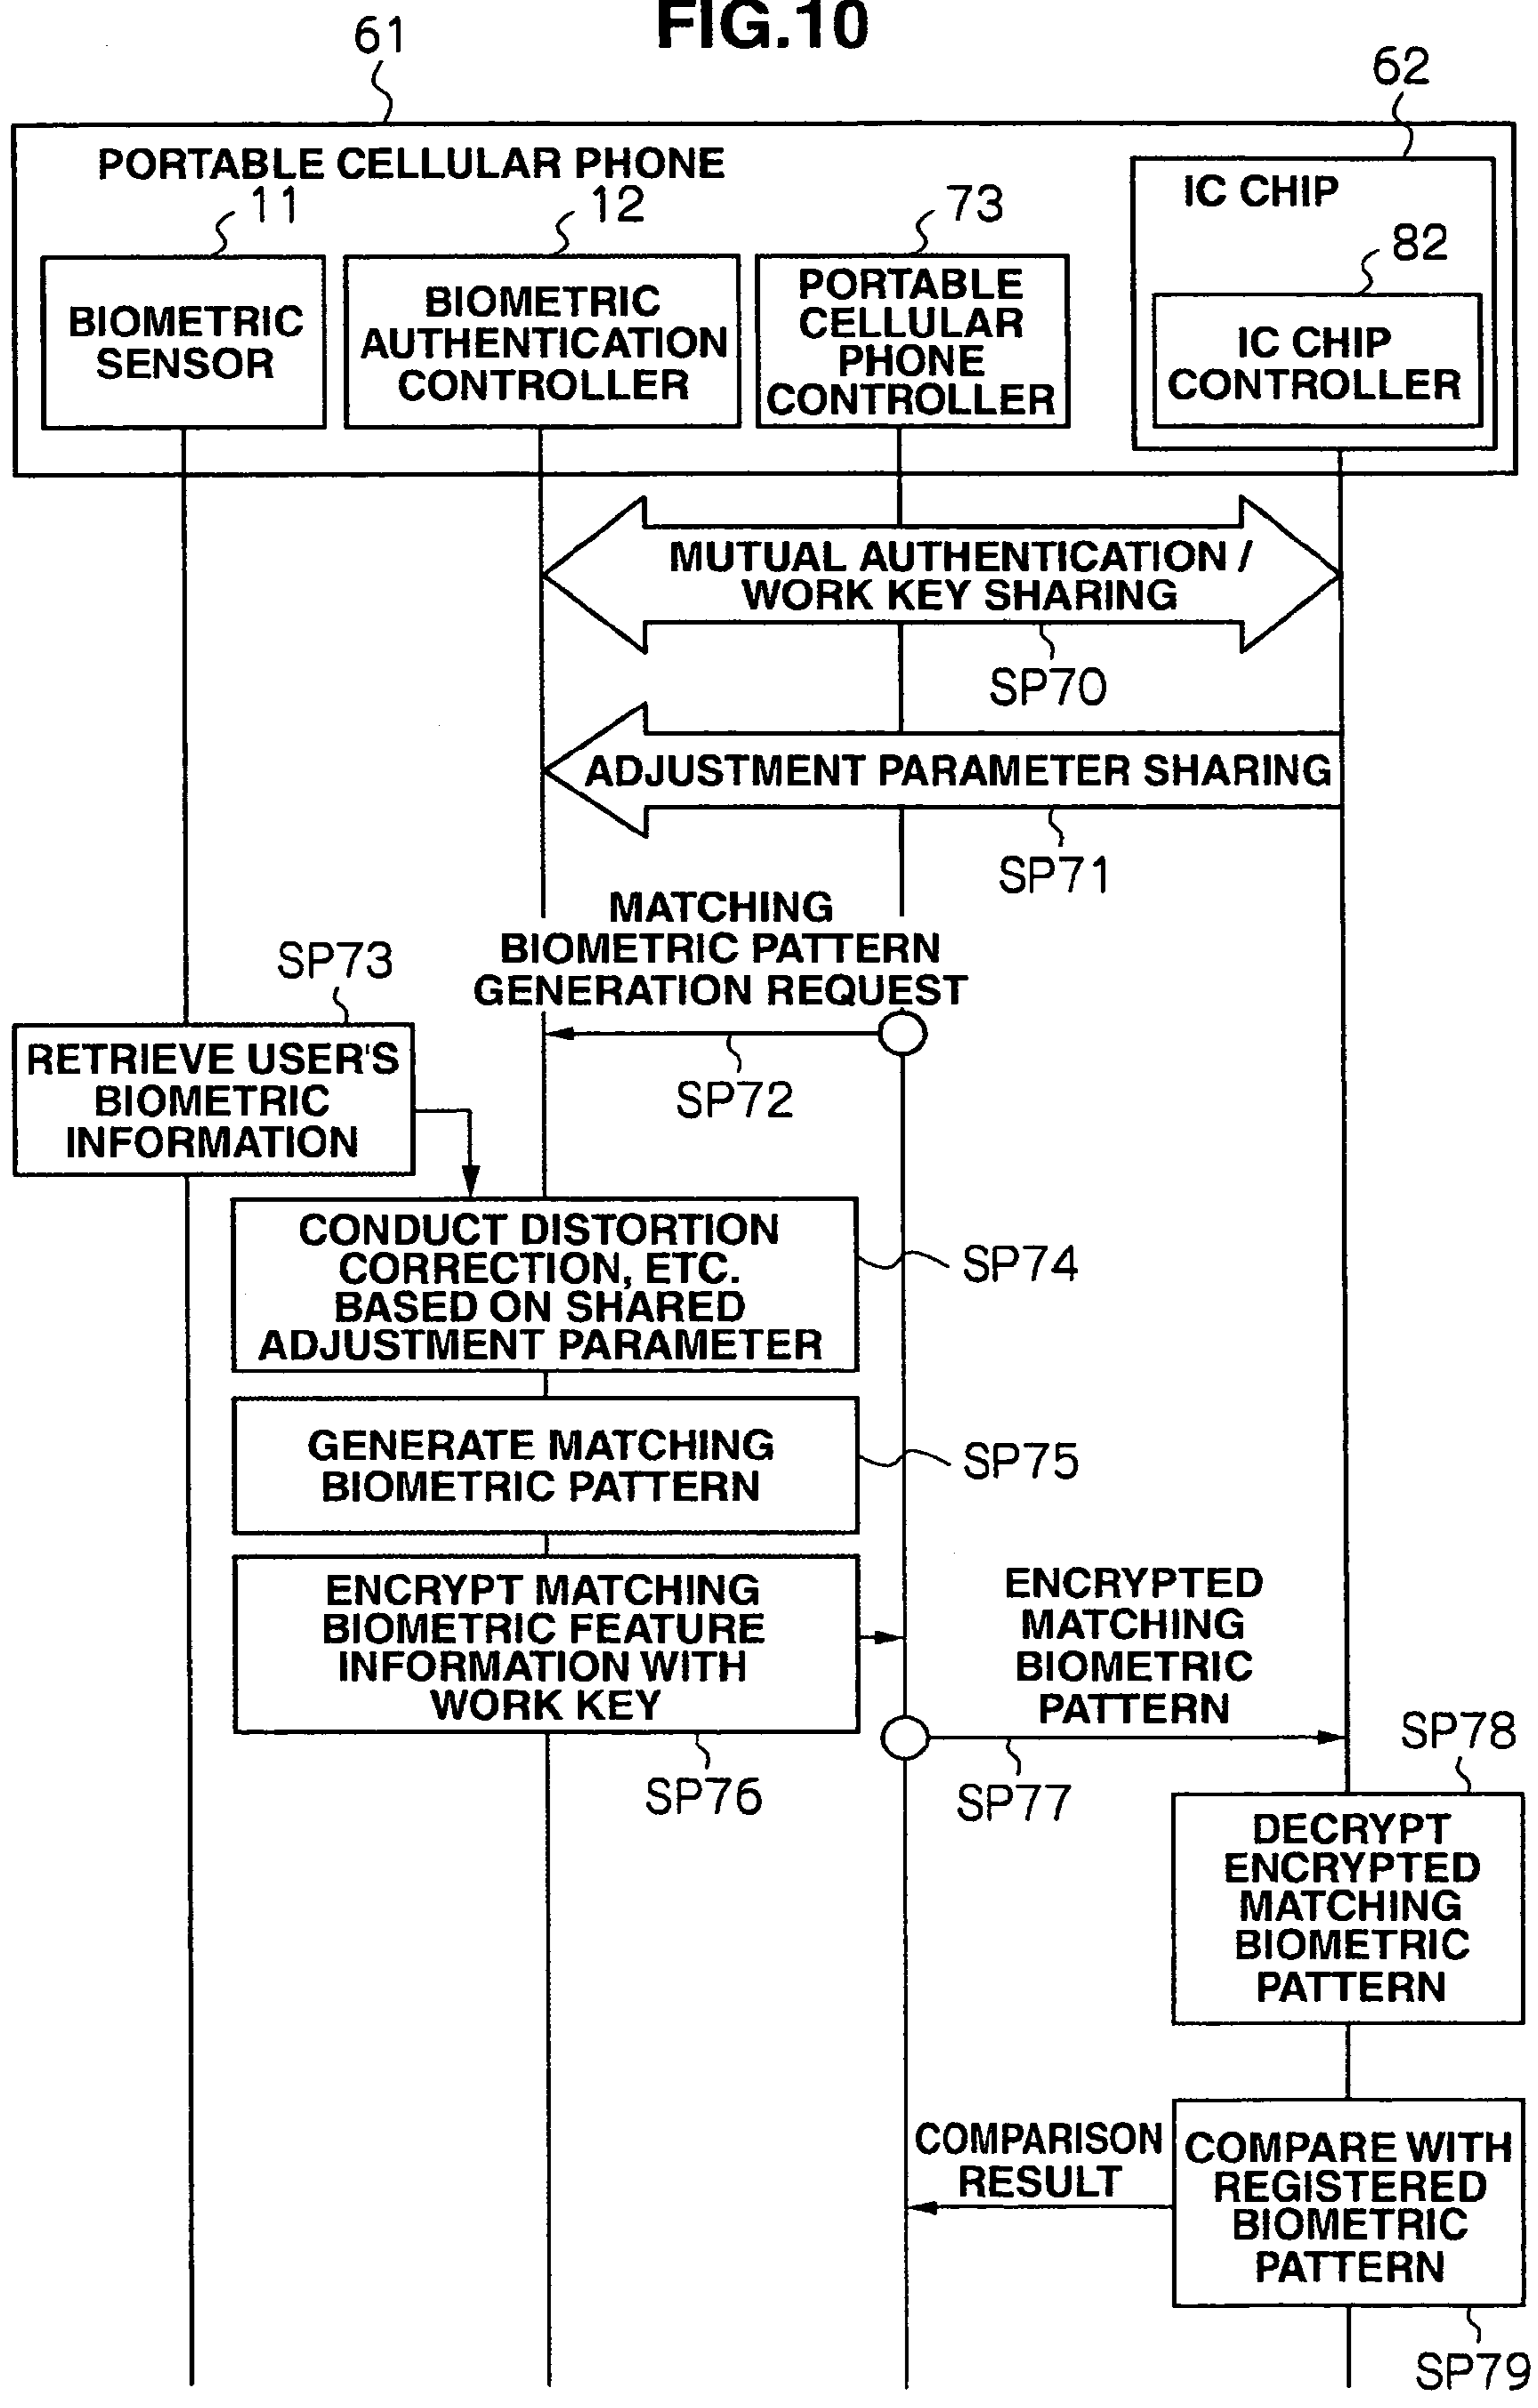 FIG.10
61
62
PORTABLE CELLULAR PHONE
IC CHIP
11
12
73
82
BIOMETRIC
SENSOR
BIOMETRIC
AUTHENTICATION
CONTROLLER
PORTABLE
CELLULAR
PHONE
CONTROLLER
IC CHIP
CONTROLLER
MUTUAL AUTHENTICATION /
WORK KEY SHARING
SP70
ADJUSTMENT PARAMETER SHARING
SP71
MATCHING
BIOMETRIC PATTERN
GENERATION REQUEST
SP72
SP73
RETRIEVE USER'S
BIOMETRIC
INFORMATION
CONDUCT DISTORTION
CORRECTION, ETC.
BASED ON SHARED
ADJUSTMENT PARAMETER
SP74
GENERATE MATCHING
BIOMETRIC PATTERN
SP75
ENCRYPT MATCHING
BIOMETRIC FEATURE
INFORMATION WITH
WORK KEY
SP76
ENCRYPTED
MATCHING
BIOMETRIC
PATTERN
SP77
SP78
DECRYPT
ENCRYPTED
MATCHING
BIOMETRIC
PATTERN
COMPARISON
RESULT
COMPARE WITH
REGISTERED
BIOMETRIC
PATTERN
SP79